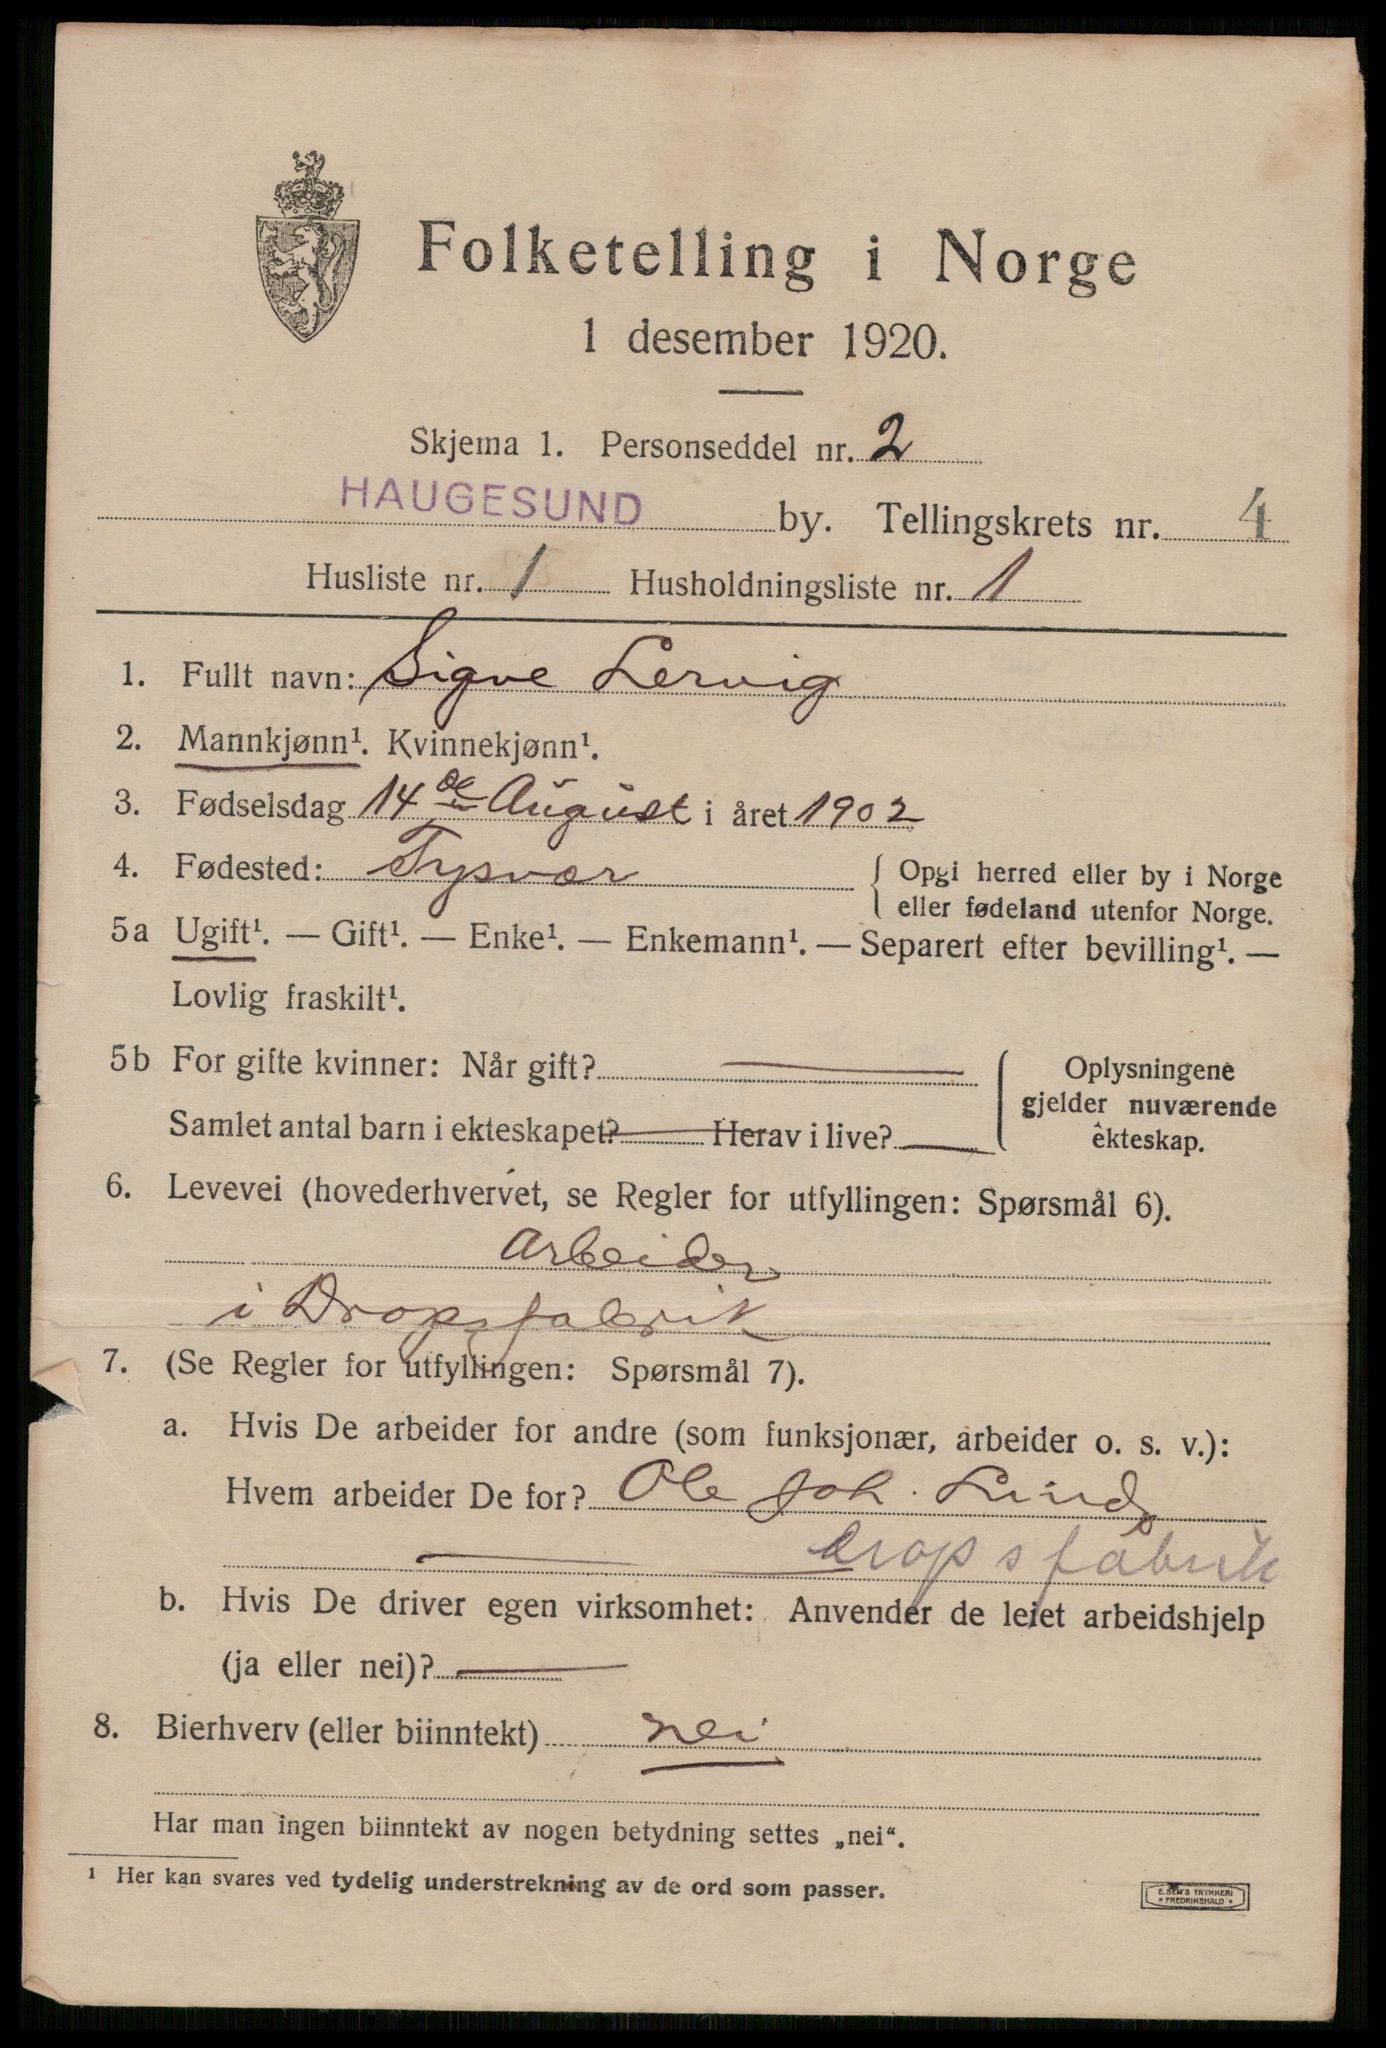 Folketelling i Norge
1 desember 1920.
Skjema 1. Personseddel nr. 2
HAUGESUND by. Tellingskrets nr. 4
Husliste nr. 1 Husholdningsliste nr. 1
1. Fullt navn: Sigve Lervig
2. Mannkjønn¹. Kvinnekjønn¹.
3. Fødselsdag 14de August i året 1902
4. Fødested: Tysvær { Opgi herred eller by i Norge
eller fødeland utenfor Norge.
5a Ugift¹. — Gift¹. — Enke¹. — Enkemann¹. — Separert efter bevilling¹. —
Lovlig fraskilt¹.
5b For gifte kvinner: Når gift? — { Oplysningene
gjelder nuværende
Samlet antal barn i ekteskapet? — Herav i live? — ekteskap.
6. Levevei (hovederhvervet, se Regler for utfyllingen: Spørsmål 6).
Arbeider
i Dropsfabrik
7. (Se Regler for utfyllingen: Spørsmål 7).
a. Hvis De arbeider for andre (som funksjonær, arbeider o. s. v.):
Hvem arbeider De for? Ole Joh. Lunds
— dropsfabrik
b. Hvis De driver egen virksomhet: Anvender de leiet arbeidshjelp
(ja eller nei)? —
8. Bierhverv (eller biinntekt) nei
Har man ingen biinntekt av nogen betydning settes „nei“.
¹ Her kan svares ved tydelig understrekning av de ord som passer.
E. SEM'S TRYKKERI
• FREDRIKSHALD •